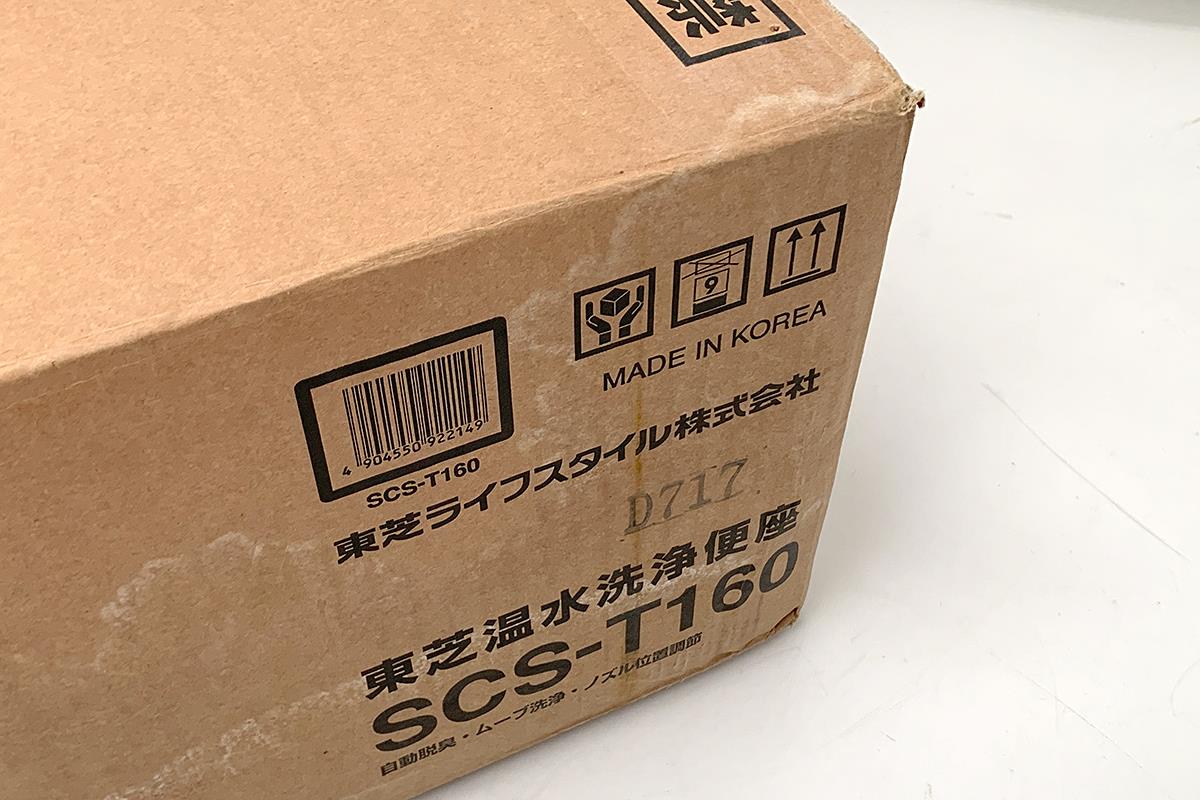 禁
9
MADE IN KOREA
4 904550 922149
SCS-T160
東芝ライフスタイル株式会社
D717
東芝温水洗浄便座
SCS-T160
自動脱臭・ムーブ洗浄・ノズル位置調節